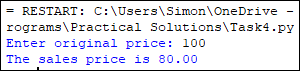 = RESTART: C:\Users\Simon\OneDrive -
rograms\Practical Solutions\Task4.py
Enter original price: 100
The sales price is 80.00